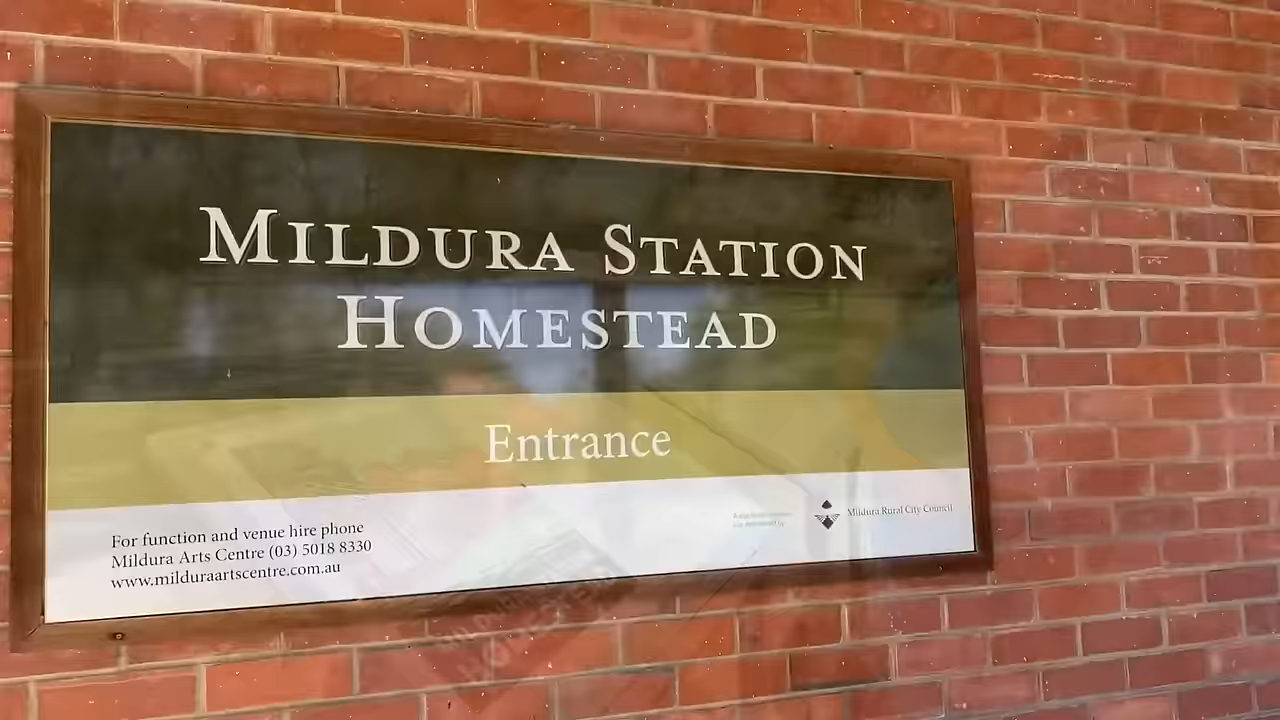 MILDURA STATION
HOMESTEAD
Entrance
For function and venue hire phone
Mildura Arts Centre (03) 5018 8330
www.milduraartscentre.com.au
Mildura Rural City Council